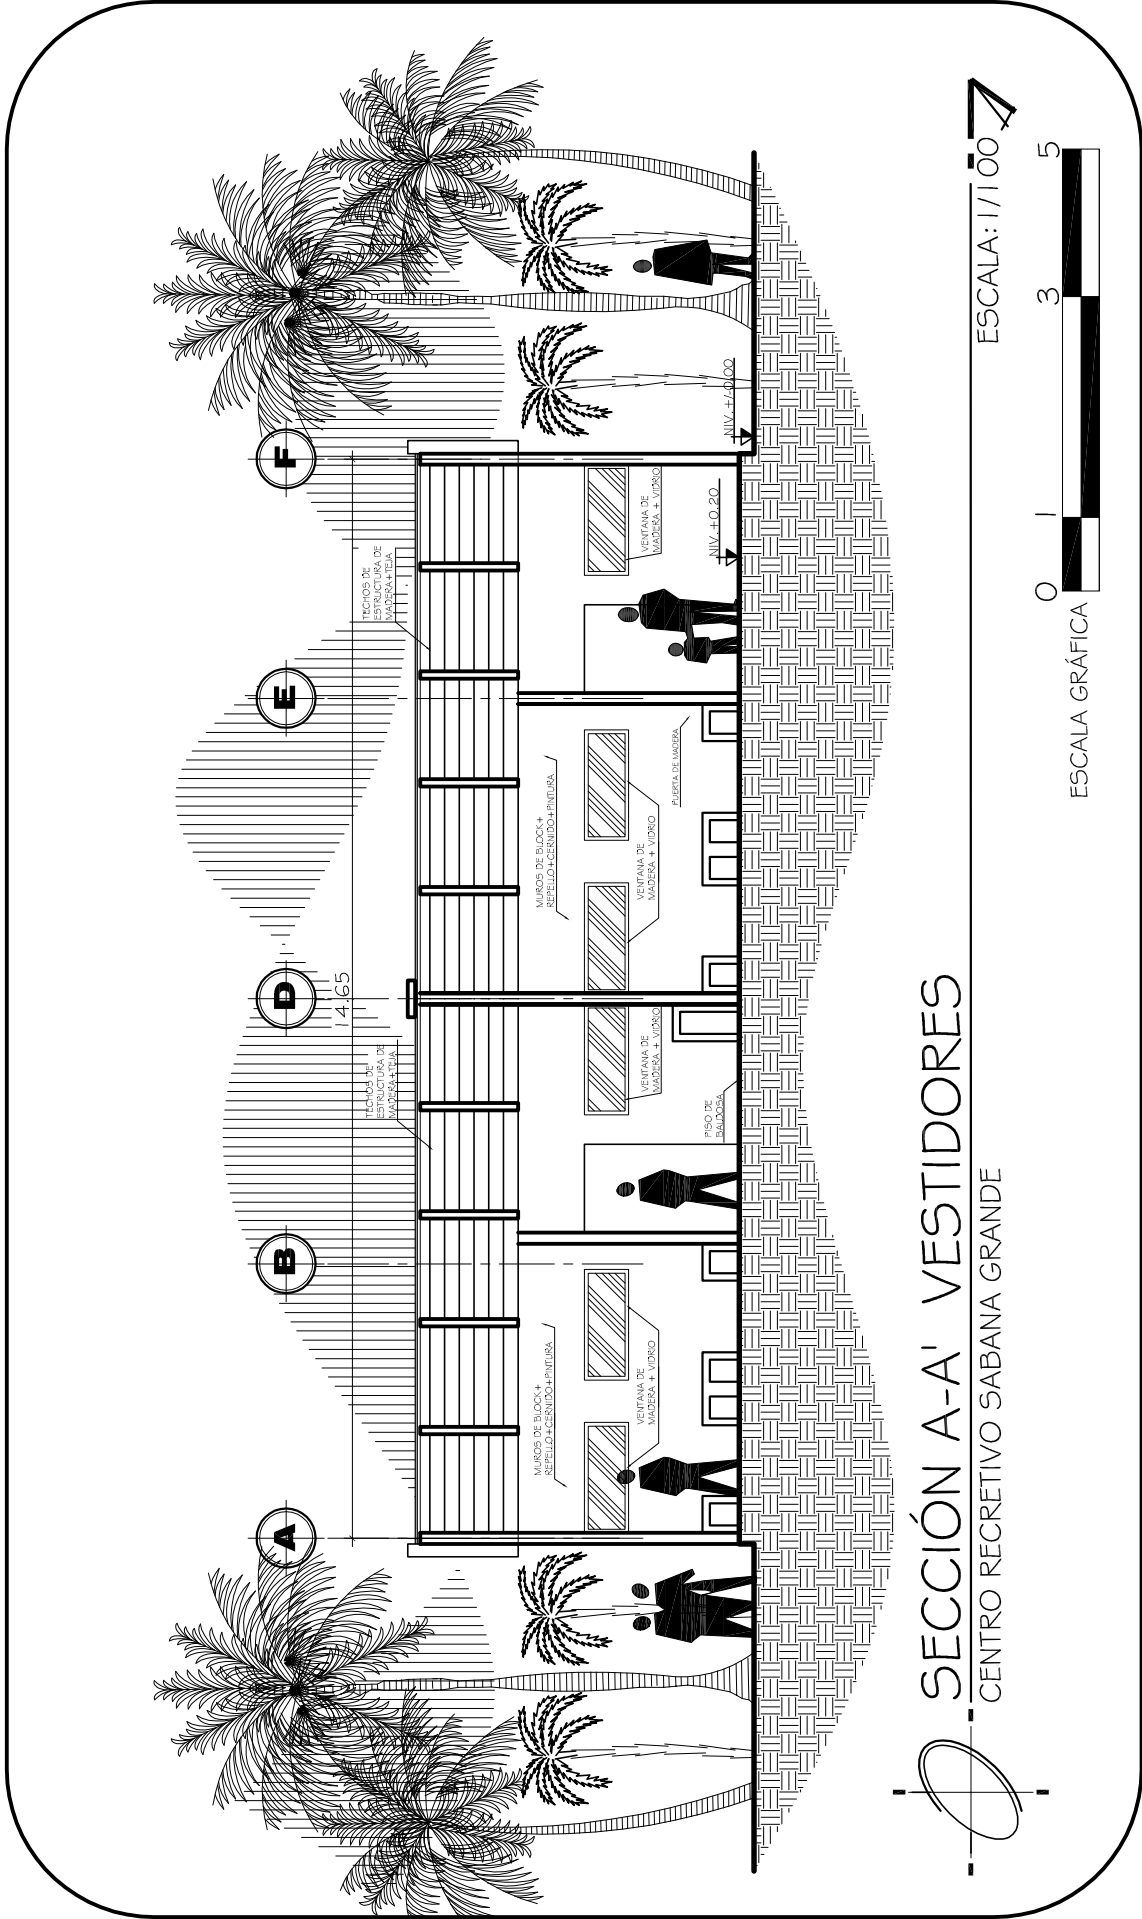 A
B
D
E
F
14.65
TECHOS DE
ESTRUCTURA DE
MADERA+TEJA
TECHOS DE
ESTRUCTURA DE
MADERA+TEJA
MUROS DE BLOCK+
REPELLO+CERNIDO+PINTURA
MUROS DE BLOCK+
REPELLO+CERNIDO+PINTURA
VENTANA DE
MADERA + VIDRIO
VENTANA DE
MADERA + VIDRIO
VENTANA DE
MADERA + VIDRIO
VENTANA DE
MADERA + VIDRIO
PISO DE
BALDOSA
PUERTA DE MADERA
NIV. +0.20
NIV. +/-0.00
SECCIÓN A-A' VESTIDORES
CENTRO RECRETIVO SABANA GRANDE
ESCALA: 1/100
ESCALA GRÁFICA
0 1 3 5